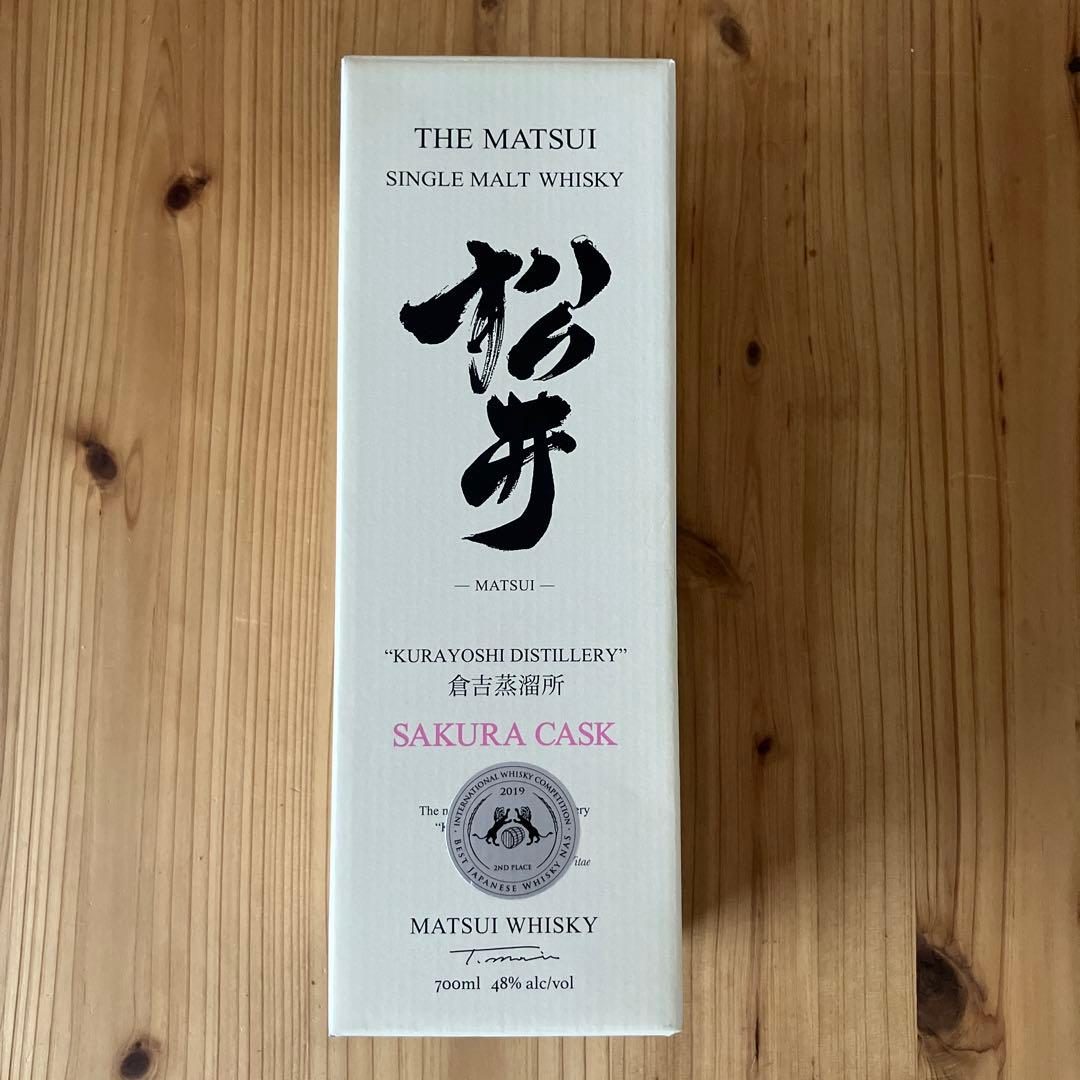 THE MATSUI
SINGLE MALT WHISKY
松井
— MATSUI —
“KURAYOSHI DISTILLERY”
倉吉蒸溜所
SAKURA CASK
INTERNATIONAL WHISKY COMPETITION
2019
2ND PLACE
BEST JAPANESE WHISKY NAS
The
MATSUI WHISKY
700ml 48% alc/vol